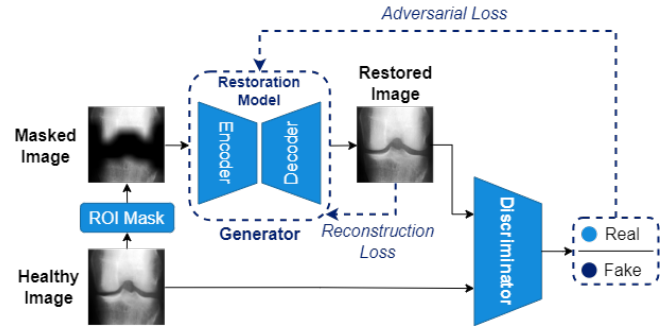 Adversarial Loss
Restoration
Model
Restored
Image
Masked
Image
Encoder
Decoder
ROI Mask
Generator
Reconstruction
Loss
Discriminator
Real
Fake
Healthy
Image